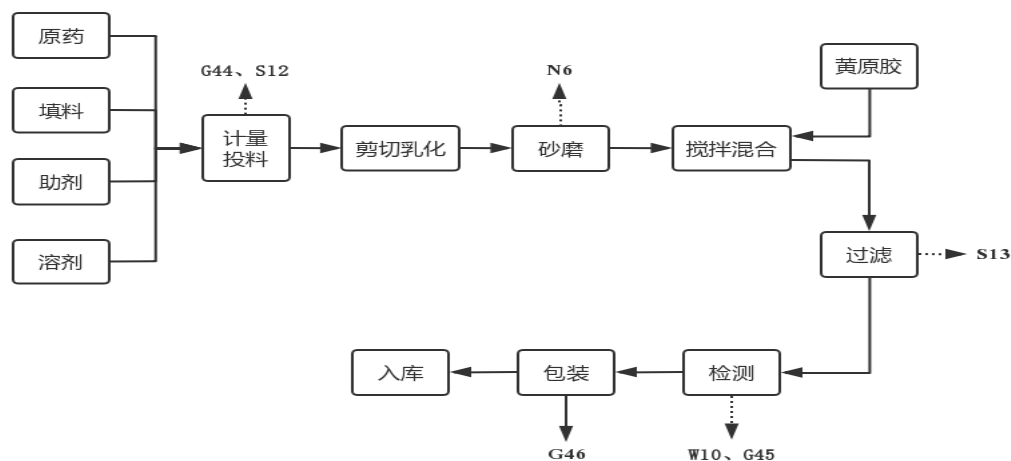 原药
填料
助剂
溶剂
G44、S12
计量
投料
剪切乳化
N6
砂磨
搅拌混合
黄原胶
过滤
S13
检测
W10、G45
包装
G46
入库